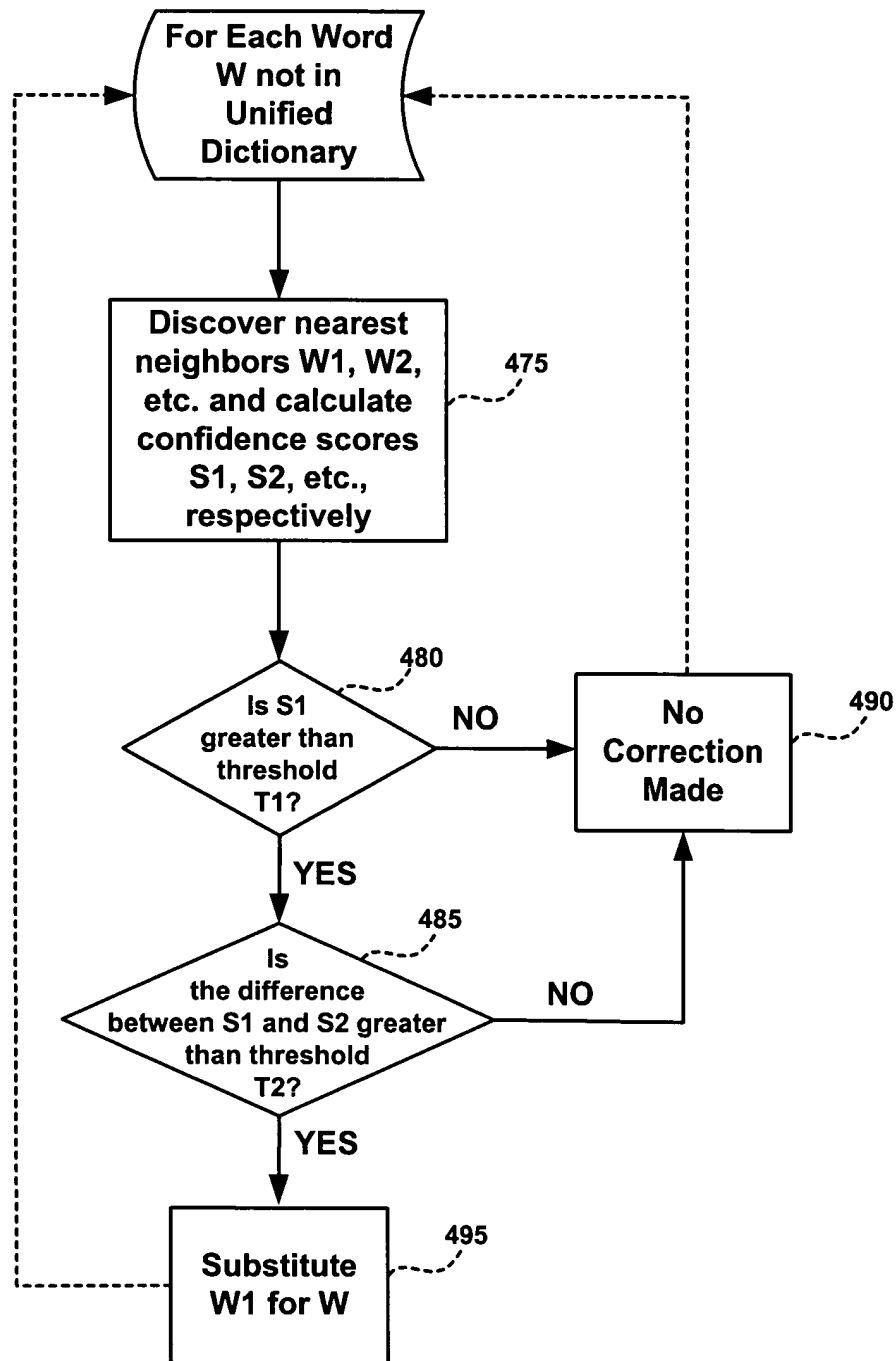 For Each Word
W not in
Unified
Dictionary
Discover nearest
neighbors W1, W2,
etc. and calculate
confidence scores
S1, S2, etc.,
respectively
475
Is S1
greater than
threshold
T1?
480
NO
No
Correction
Made
490
YES
Is
the difference
between S1 and S2 greater
than threshold
T2?
485
NO
YES
Substitute
W1 for W
495